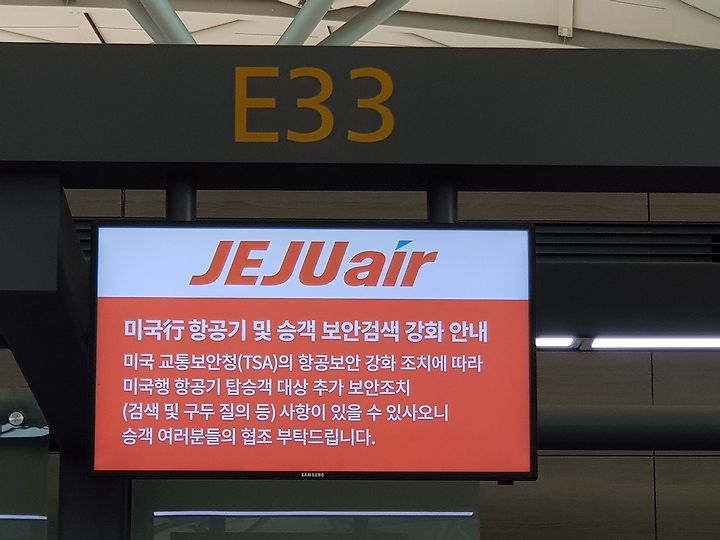 E33
JEJUair
미국行 항공기 및 승객 보안검색 강화 안내
미국 교통보안청(TSA)의 항공보안 강화 조치에 따라
미국행 항공기 탑승객 대상 추가 보안조치
(검색 및 구두 질의 등) 사항이 있을 수 있사오니
승객 여러분들의 협조 부탁드립니다.
SAMSUNG